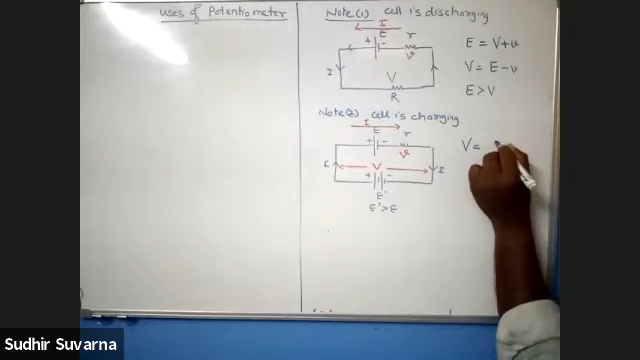 uses of Potentiometer
Note(1) cell is discharging
I
E
r
+ -
v
I
V
R
E = V+v
V = E-v
E > V
Note(2) cell is charging
I
E
r
+ -
v
I
V
I
+ -
E'
E' > E
V =
Sudhir Suvarna